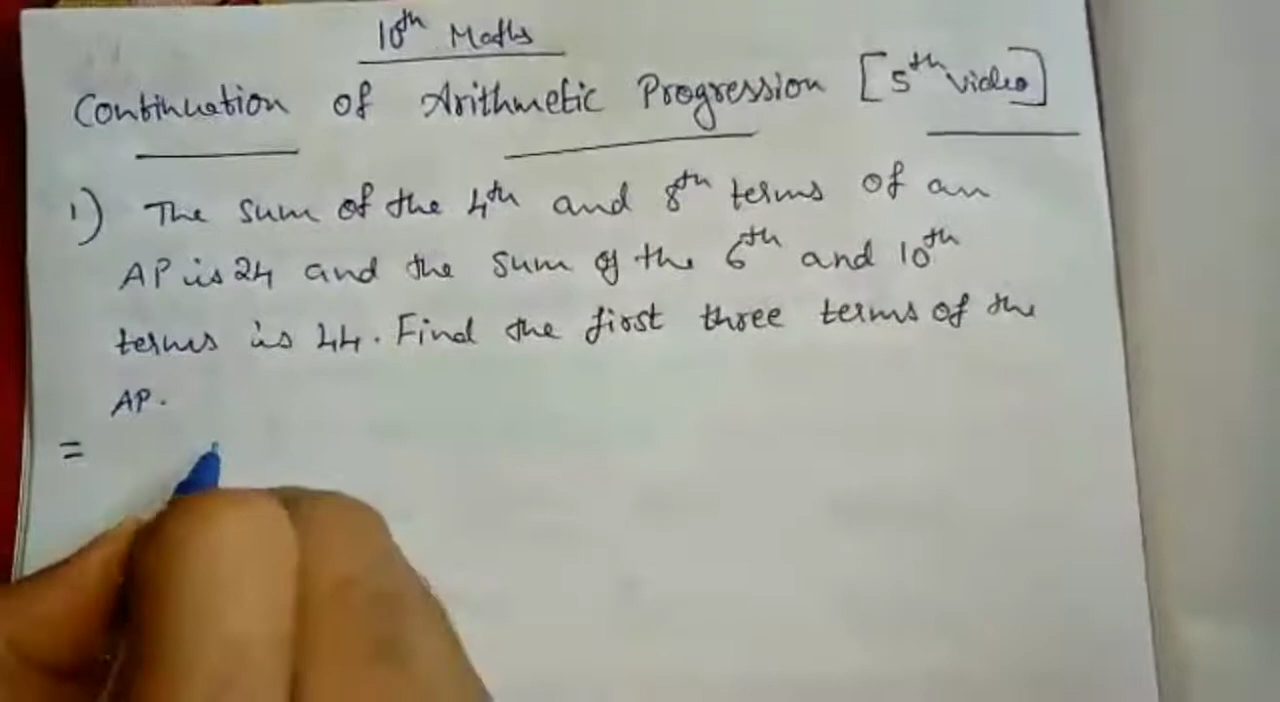 10th Maths
Continuation of Arithmetic Progression [5th video]
1) The sum of the 4th and 8th terms of an
AP is 24 and the sum of the 6th and 10th
terms is 44. Find the first three terms of the
AP.
=